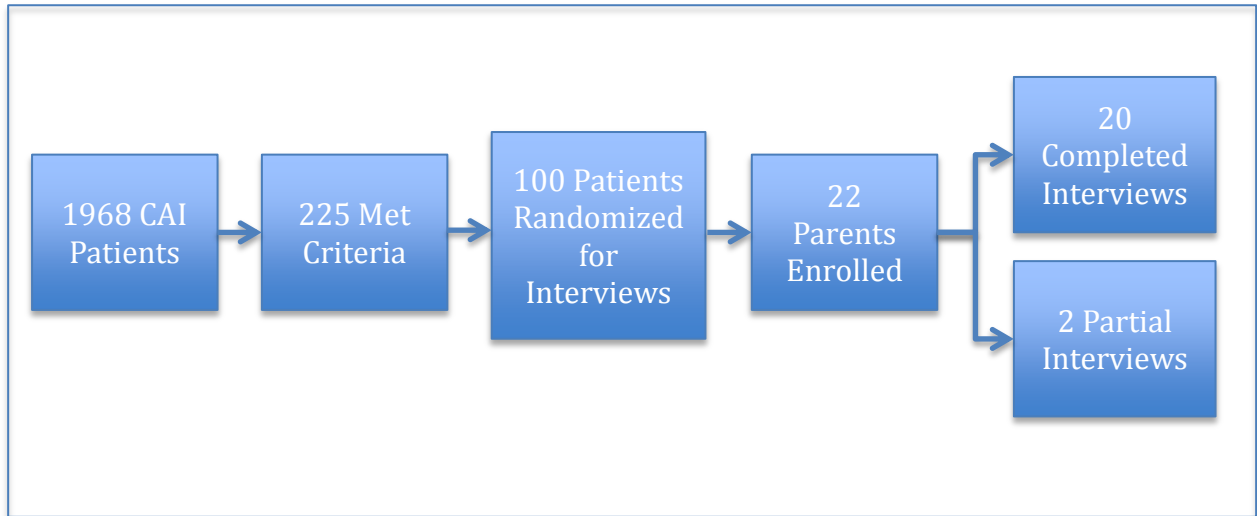 1968 CAI
Patients
225 Met
Criteria
100 Patients
Randomized
for
Interviews
22
Parents
Enrolled
20
Completed
Interviews
2 Partial
Interviews